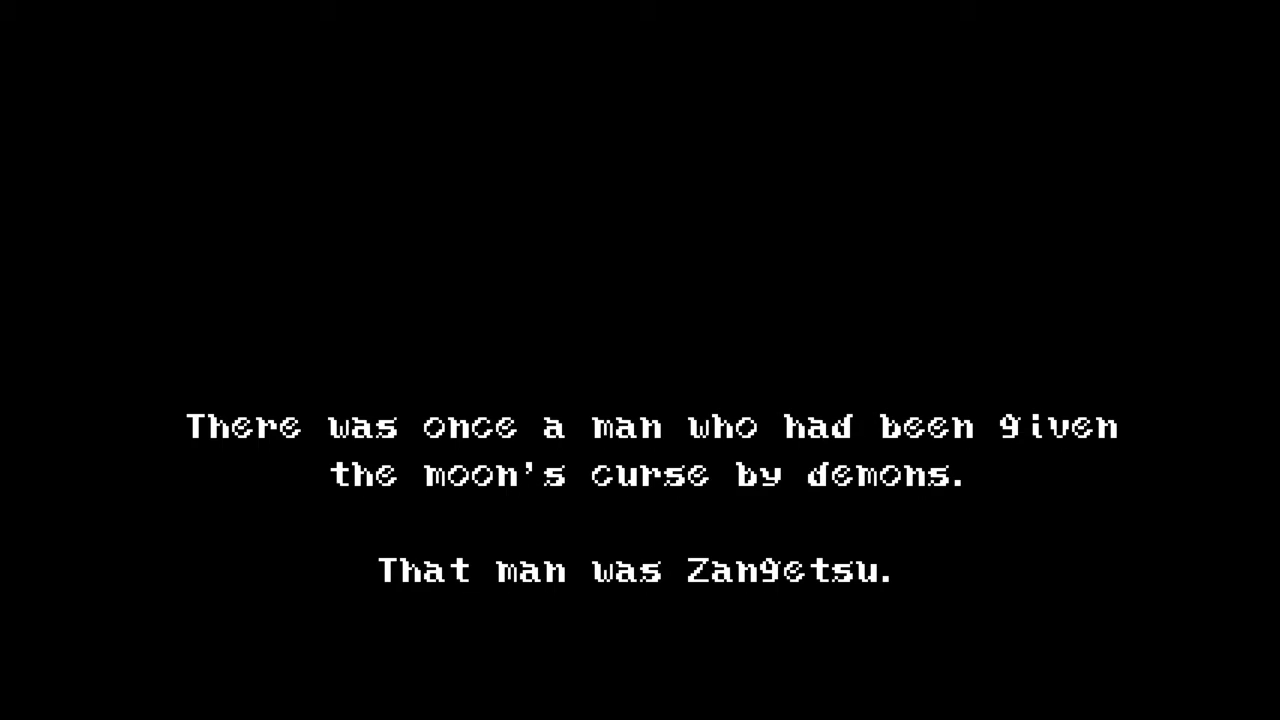 There was once a man who had been given
the moon's curse by demons.
That man was Zangetsu.